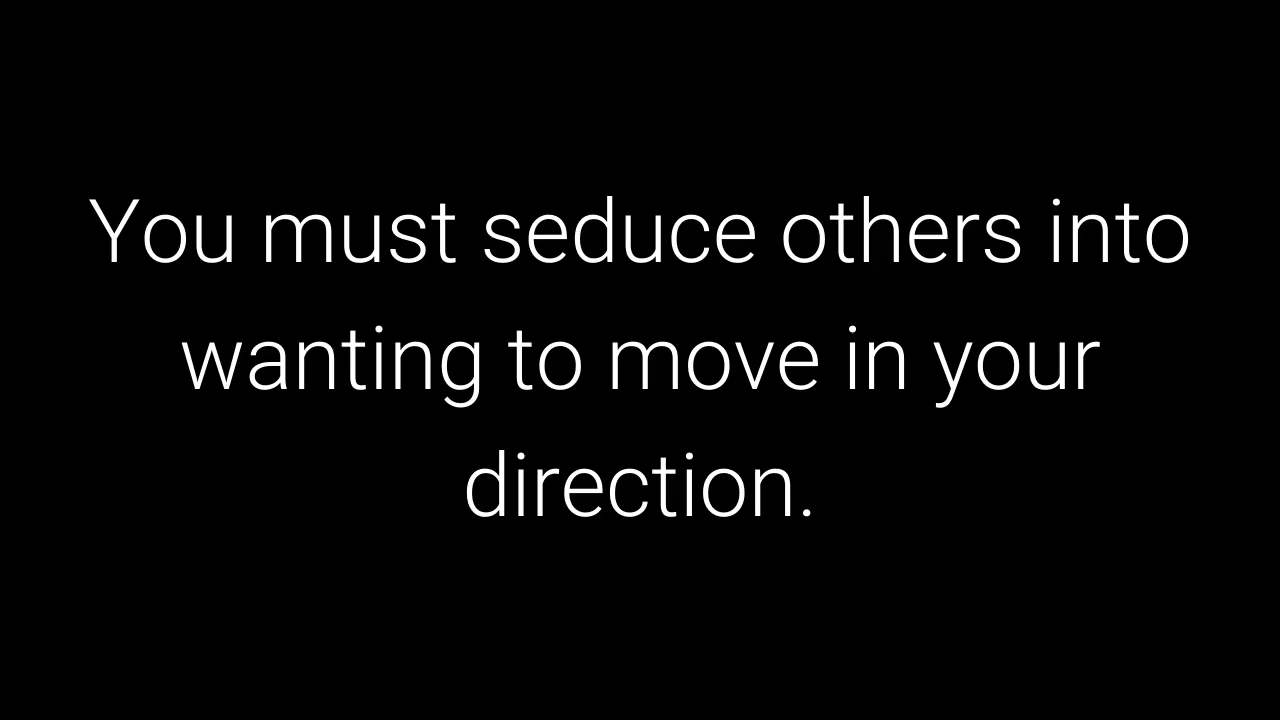 You must seduce others into
wanting to move in your
direction.